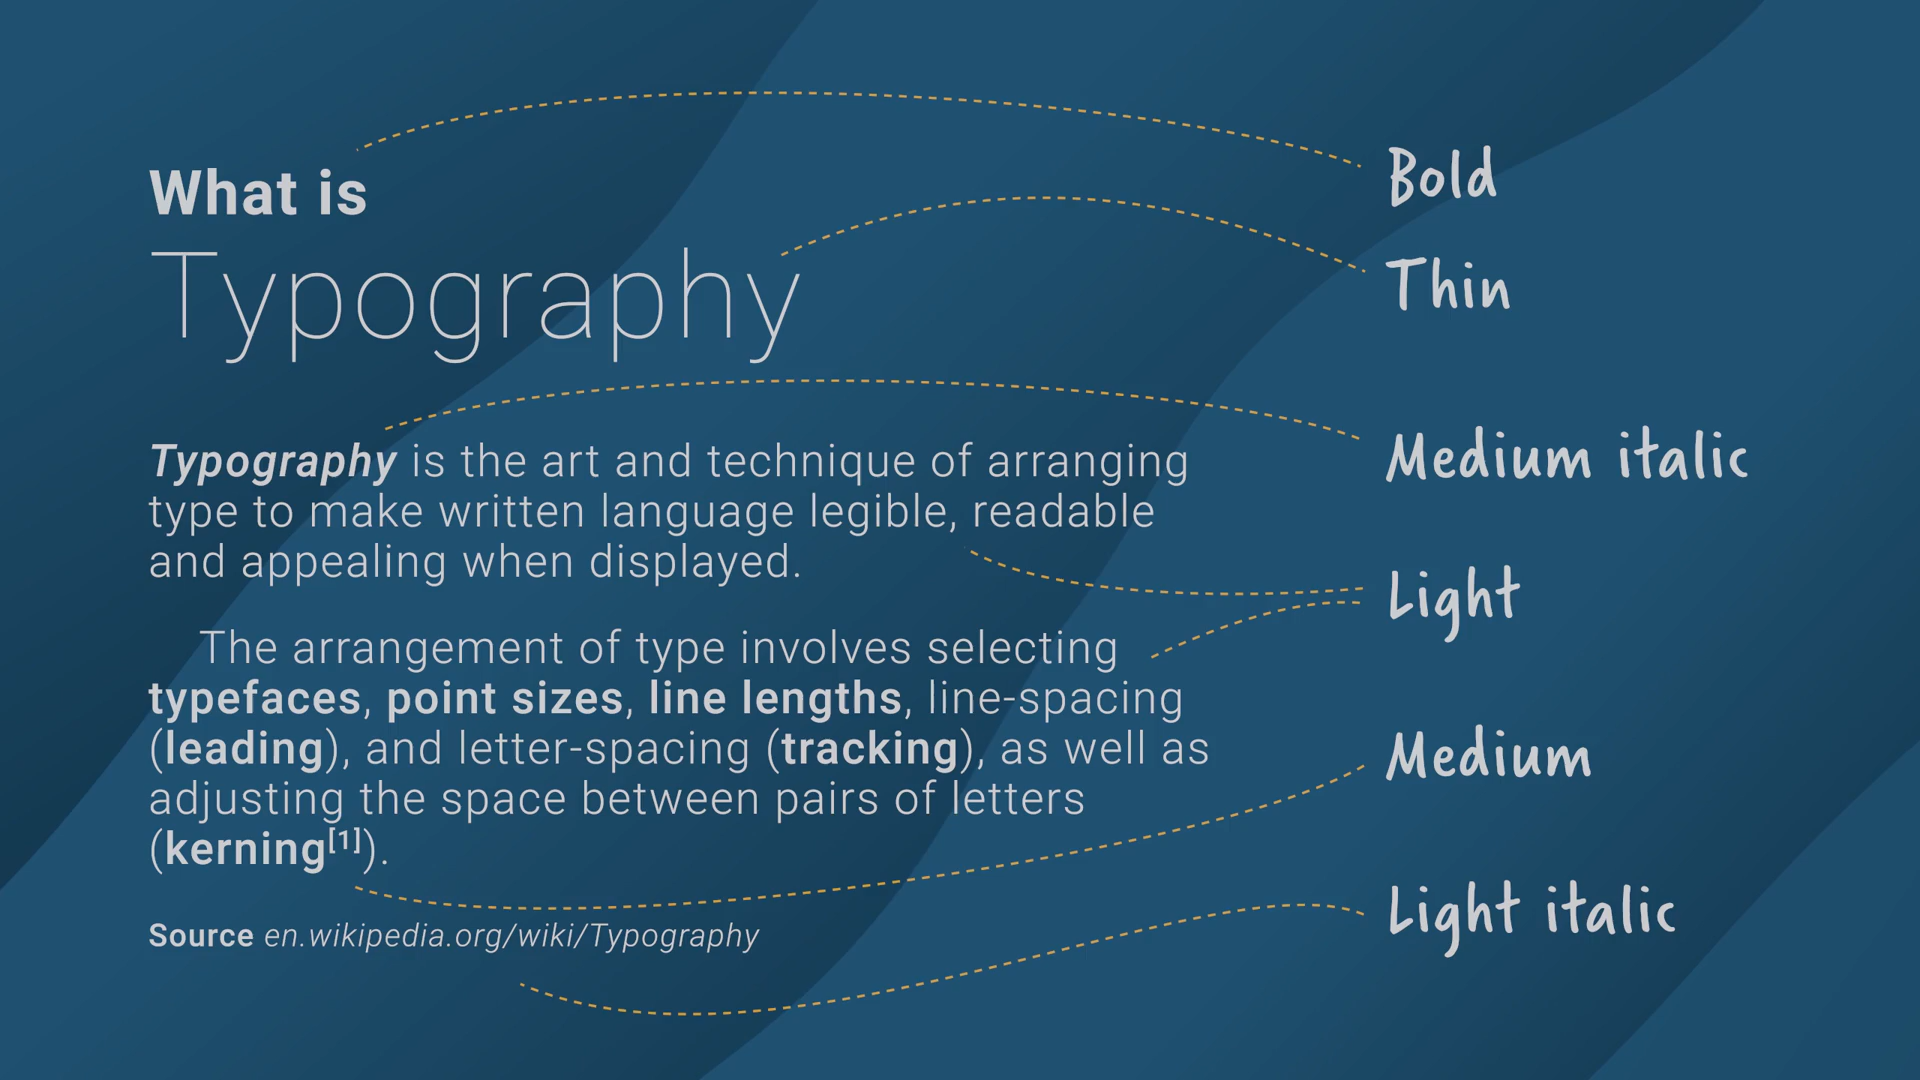 What is
Typography
Typography is the art and technique of arranging
type to make written language legible, readable
and appealing when displayed.
The arrangement of type involves selecting
typefaces, point sizes, line lengths, line-spacing
(leading), and letter-spacing (tracking), as well as
adjusting the space between pairs of letters
(kerning[1]).
Source en.wikipedia.org/wiki/Typography
Bold
Thin
Medium italic
Light
Medium
Light italic